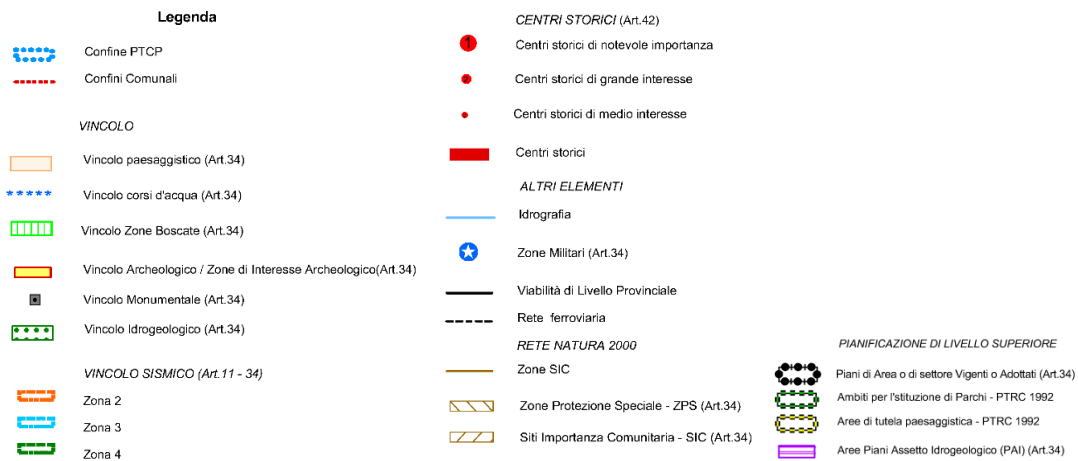 Legenda
Confine PTCP
Confini Comunali
VINCOLO
Vincolo paesaggistico (Art.34)
Vincolo corsi d'acqua (Art.34)
Vincolo Zone Boscate (Art.34)
Vincolo Archeologico / Zone di Interesse Archeologico(Art.34)
Vincolo Monumentale (Art.34)
Vincolo Idrogeologico (Art.34)
VINCOLO SISMICO (Art.11 - 34)
Zona 2
Zona 3
Zona 4
CENTRI STORICI (Art.42)
1 Centri storici di notevole importanza
2 Centri storici di grande interesse
Centri storici di medio interesse
Centri storici
ALTRI ELEMENTI
Idrografia
Zone Militari (Art.34)
Viabilità di Livello Provinciale
Rete ferroviaria
RETE NATURA 2000
Zone SIC
Zone Protezione Speciale - ZPS (Art.34)
Siti Importanza Comunitaria - SIC (Art.34)
PIANIFICAZIONE DI LIVELLO SUPERIORE
Piani di Area o di settore Vigenti o Adottati (Art.34)
Ambiti per l'Istituzione di Parchi - PTRC 1992
Aree di tutela paesaggistica - PTRC 1992
Aree Piani Assetto Idrogeologico (PAI) (Art.34)